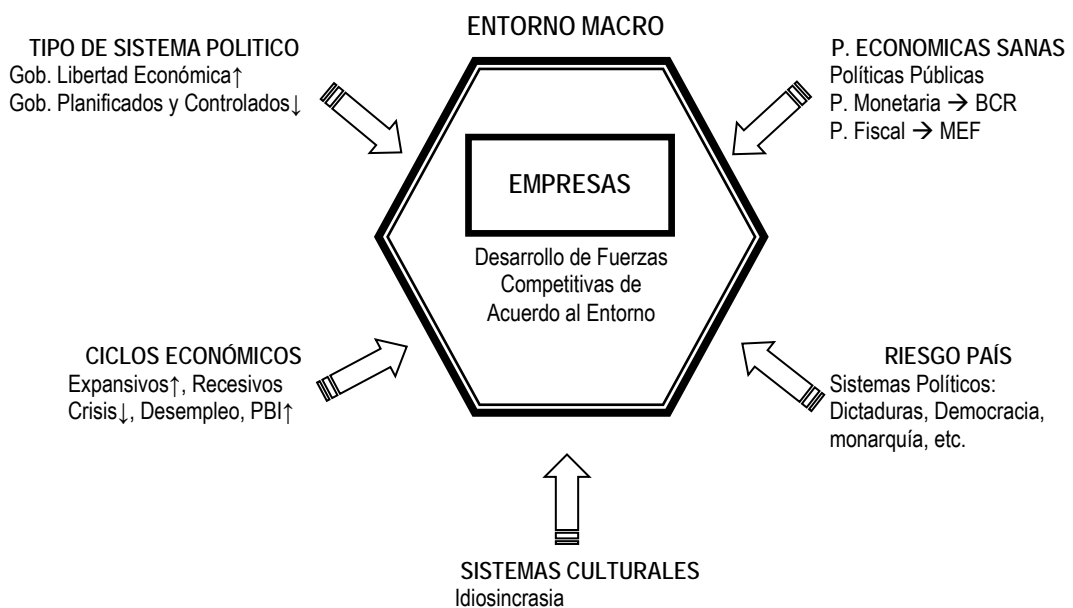 ENTORNO MACRO
TIPO DE SISTEMA POLITICO
Gob. Libertad Económica↑
Gob. Planificados y Controlados↓
P. ECONOMICAS SANAS
Políticas Públicas
P. Monetaria → BCR
P. Fiscal → MEF
EMPRESAS
Desarrollo de Fuerzas
Competitivas de
Acuerdo al Entorno
CICLOS ECONÓMICOS
Expansivos↑, Recesivos
Crisis↓, Desempleo, PBI↑
RIESGO PAÍS
Sistemas Políticos:
Dictaduras, Democracia,
monarquía, etc.
SISTEMAS CULTURALES
Idiosincrasia